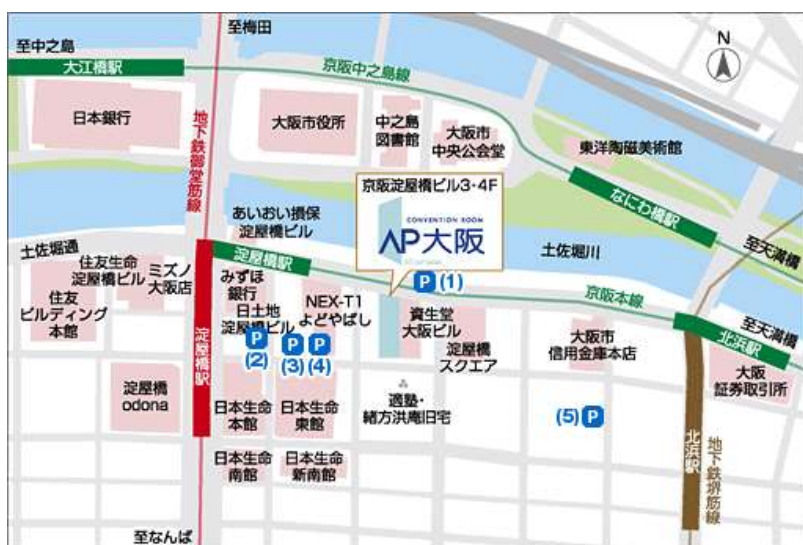 至梅田
至中之島
大江橋駅
京阪中之島線
N
日本銀行
地下鉄御堂筋線
大阪市役所
中之島
図書館
大阪市
中央公会堂
東洋陶磁美術館
なにわ橋駅
至天満橋
京阪淀屋橋ビル3・4F
CONVENTION ROOM
AP大阪
あいおい損保
淀屋橋ビル
土佐堀通
土佐堀川
住友生命
淀屋橋ビル
ミズノ
大阪店
住友
ビルディング
本館
淀屋橋駅
淀屋橋駅
みずほ
銀行
日土地
淀屋橋ビル
NEX-T1
よどやばし
P (1)
京阪本線
資生堂
大阪ビル
淀屋橋
スクエア
大阪市
信用金庫本店
北浜駅
至天満橋
大阪
証券取引所
P
(2)
P
(3)
P
(4)
淀屋橋
odona
日本生命
本館
日本生命
東館
適塾・
緒方洪庵旧宅
(5) P
北浜駅
地下鉄堺筋線
日本生命
南館
日本生命
新南館
至なんば